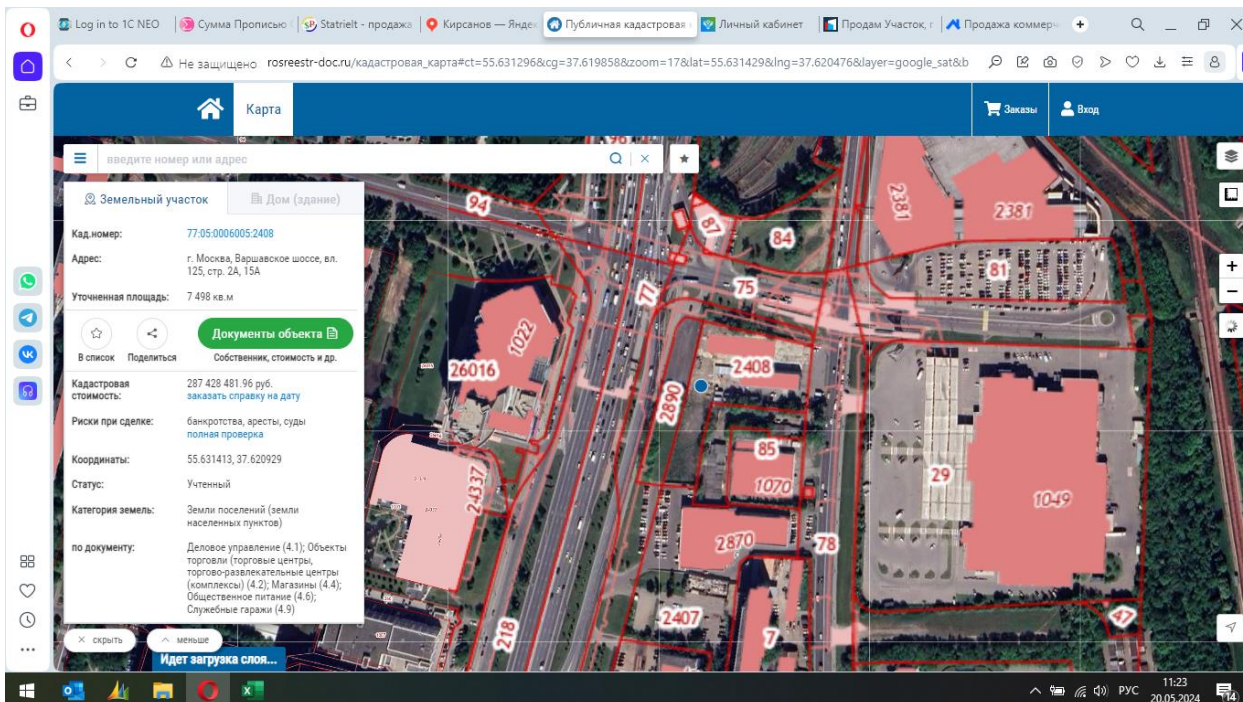 Log in to 1C NEO
Сумма Прописью
Statrielt - продажа
Кирсанов — Яндек
Публичная кадастровая
Личный кабинет
Продам Участок, г
Продажа коммерч
Не защищено rosreestr-doc.ru/кадастровая_карта#ct=55.631296&cg=37.619858&zoom=17&lat=55.631429&lng=37.620476&layer=google_sat&b
Карта
Заказы
Вход
введите номер или адрес
Земельный участок
Дом (здание)
Кад.номер: 77:05:0006005:2408
Адрес: г. Москва, Варшавское шоссе, вл.
125, стр. 2А, 15А
Уточненная площадь: 7 498 кв.м
Документы объекта
В список Поделиться Собственник, стоимость и др.
Кадастровая 287 428 481.96 руб.
стоимость: заказать справку на дату
Риски при сделке: банкротства, аресты, суды
полная проверка
Координаты: 55.631413, 37.620929
Статус: Учтенный
Категория земель: Земли поселений (земли
населенных пунктов)
по документу: Деловое управление (4.1); Объекты
торговли (торговые центры,
торгово-развлекательные центры
(комплексы) (4.2); Магазины (4.4);
Общественное питание (4.6);
Служебные гаражи (4.9)
скрыть
меньше
Идет загрузка слоя...
96
94
87
84
2381
2381
81
77
75
1022
26016
2408
2890
85
1070
29
1049
24337
2870
78
2407
7
218
47
РУС
11:23
20.05.2024
14